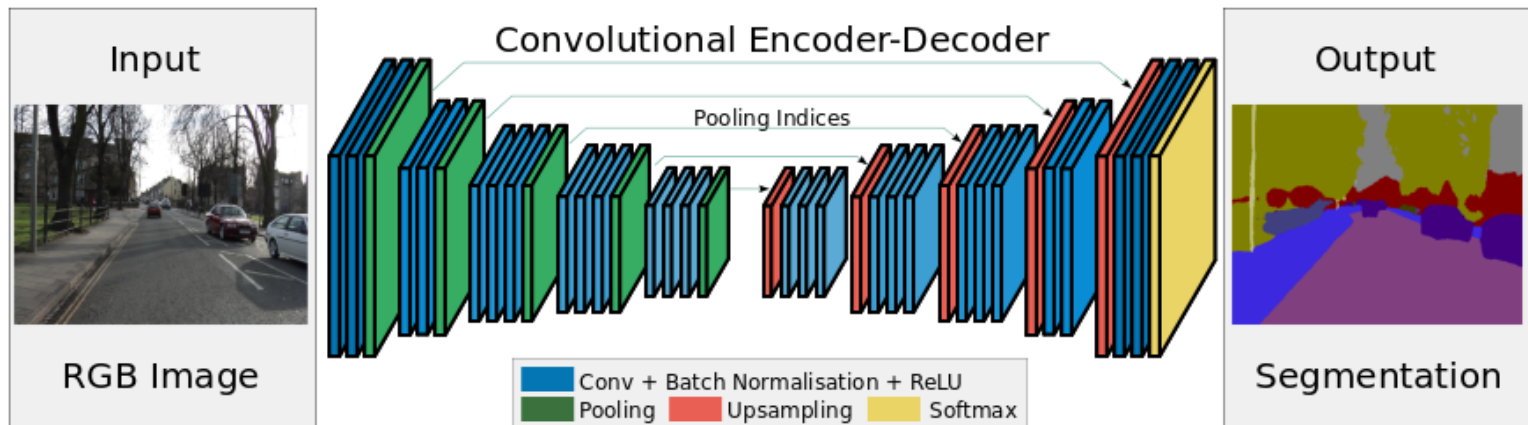 Input
RGB Image
Convolutional Encoder-Decoder
Pooling Indices
Conv + Batch Normalisation + ReLU
Pooling Upsampling Softmax
Output
Segmentation